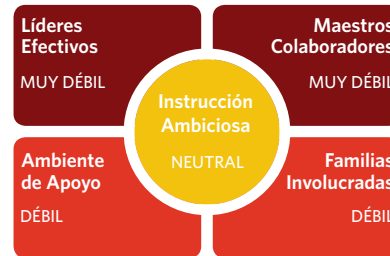 Líderes
Efectivos
MUY DÉBIL
Maestros
Colaboradores
MUY DÉBIL
Instrucción
Ambiciosa
NEUTRAL
Ambiente
de Apoyo
DÉBIL
Familias
Involucradas
DÉBIL